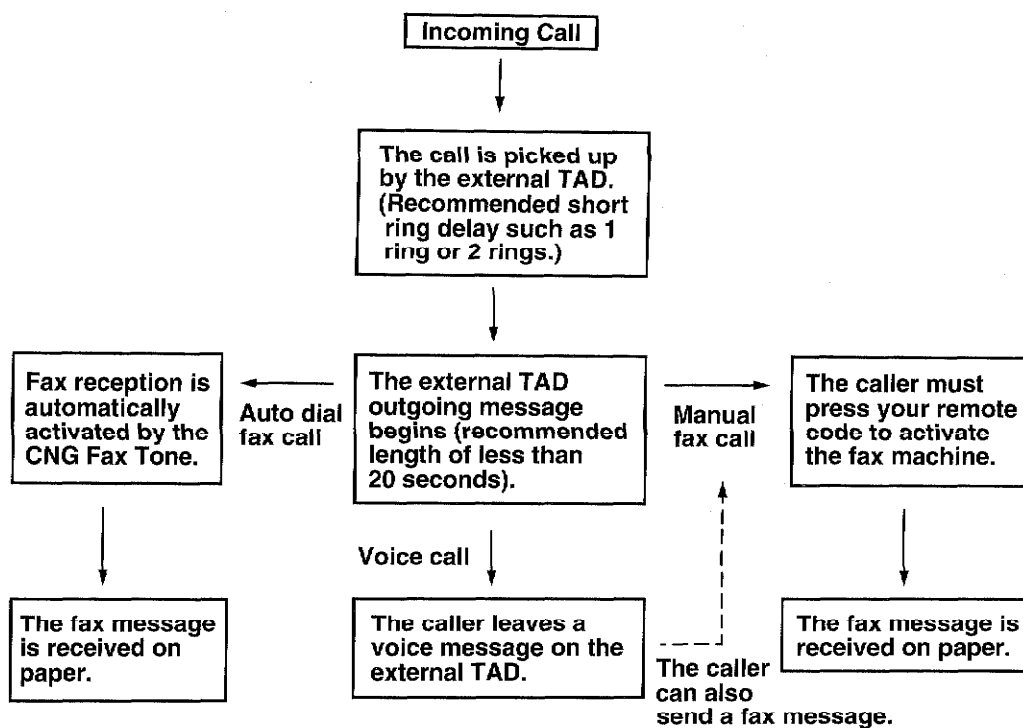 Incoming Call
The call is picked up
by the external TAD.
(Recommended short
ring delay such as 1
ring or 2 rings.)
Fax reception is
automatically
activated by the
CNG Fax Tone.
Auto dial
fax call
The external TAD
outgoing message
begins (recommended
length of less than
20 seconds).
Manual
fax call
The caller must
press your remote
code to activate
the fax machine.
Voice call
The fax message
is received on
paper.
The caller leaves a
voice message on the
external TAD.
The caller
can also
send a fax message.
The fax message is
received on paper.